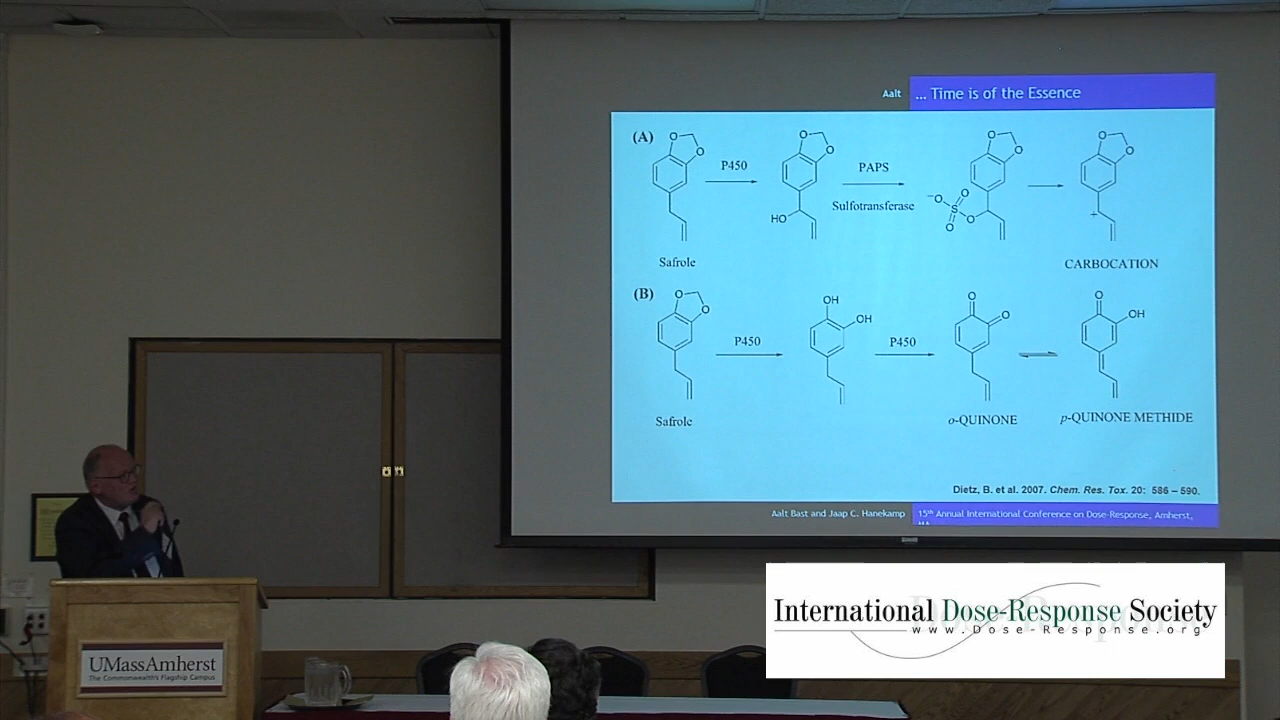 Aalt
... Time is of the Essence
(A)
P450
PAPS
Sulfotransferase
HO
O
O
O
O
O
O
O
O
⁻O
O
S
O
O
+
Safrole
CARBOCATION
(B)
O
O
P450
OH
OH
P450
O
O
O
OH
Safrole
o-QUINONE
p-QUINONE METHIDE
Dietz, B. et al. 2007. Chem. Res. Tox. 20: 586 – 590.
Aalt Bast and Jaap C. Hanekamp
15th Annual International Conference on Dose-Response, Amherst,
International Dose-Response Society
www.Dose-Response.org
UMassAmherst
The Commonwealth's Flagship Campus